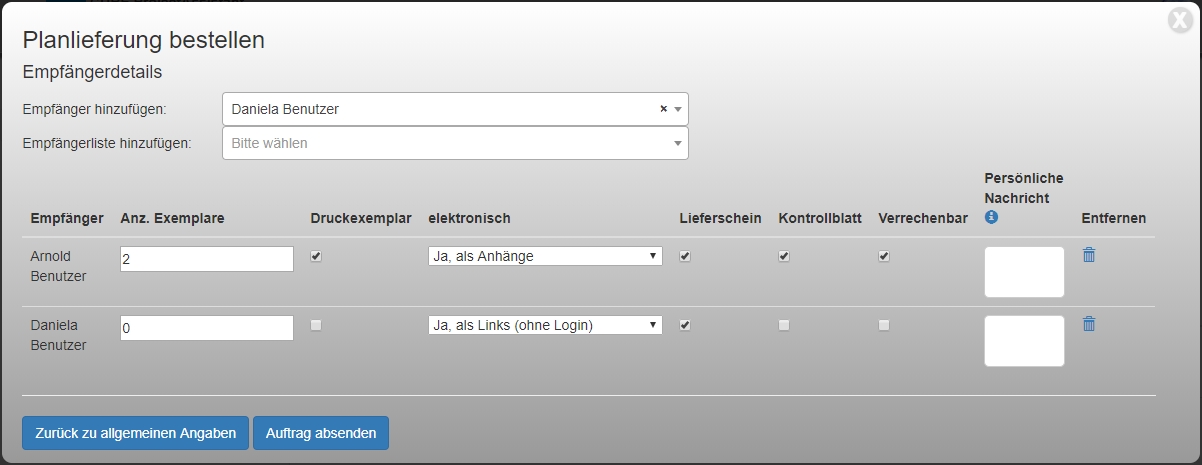 Planlieferung bestellen
Empfängerdetails
Empfänger hinzufügen: Daniela Benutzer × 
Empfängerliste hinzufügen: Bitte wählen
Persönliche
Nachricht
Empfänger Anz. Exemplare Druckexemplar elektronisch Lieferschein Kontrollblatt Verrechenbar Entfernen
Arnold
Benutzer
2
Ja, als Anhänge
Daniela
Benutzer
0
Ja, als Links (ohne Login)
Zurück zu allgemeinen Angaben Auftrag absenden